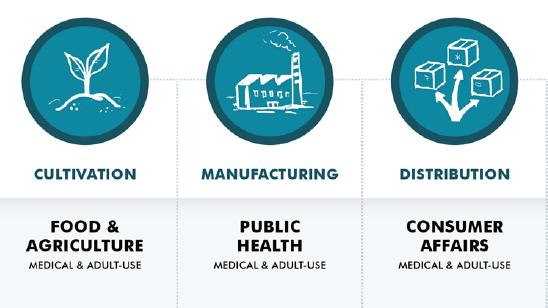 CULTIVATION
MANUFACTURING
DISTRIBUTION
FOOD &
AGRICULTURE
MEDICAL & ADULT-USE
PUBLIC
HEALTH
MEDICAL & ADULT-USE
CONSUMER
AFFAIRS
MEDICAL & ADULT-USE